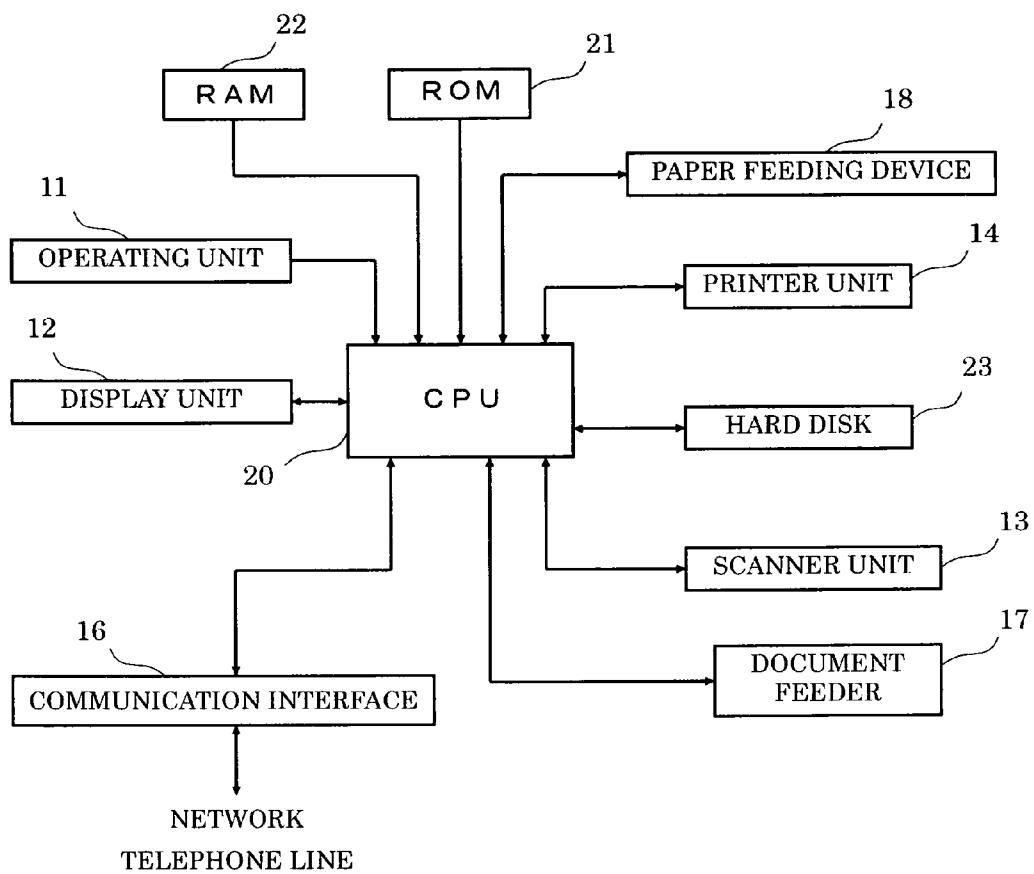 22
RAM
21
ROM
18
PAPER FEEDING DEVICE
11
OPERATING UNIT
14
PRINTER UNIT
12
DISPLAY UNIT
CPU
20
23
HARD DISK
13
SCANNER UNIT
16
COMMUNICATION INTERFACE
17
DOCUMENT
FEEDER
NETWORK
TELEPHONE LINE